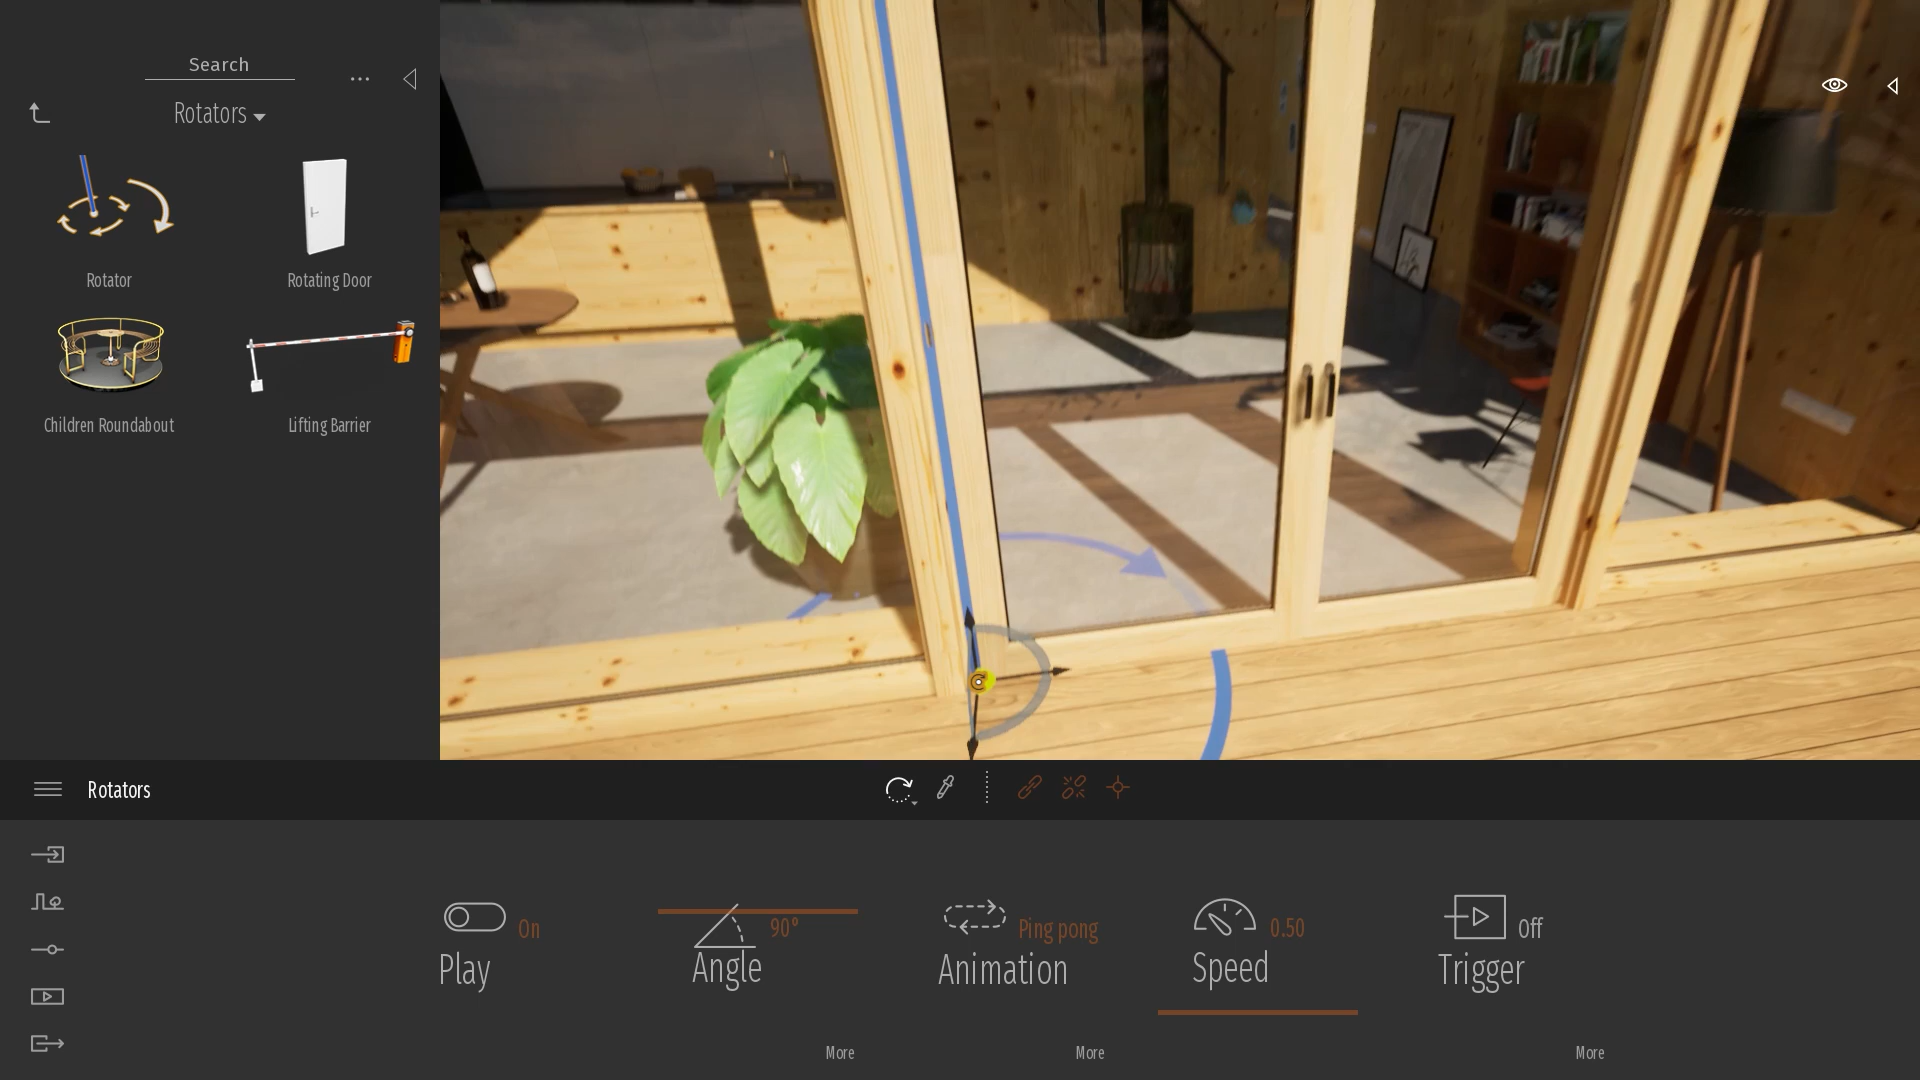 Search
Rotators
Rotator
Rotating Door
Children Roundabout
Lifting Barrier
Rotators
On
Play
90°
Angle
Ping pong
Animation
0.50
Speed
Off
Trigger
More
More
More